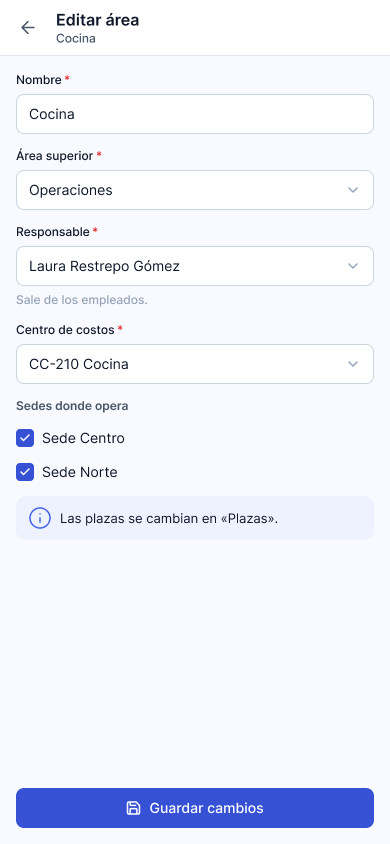 Editar área
Cocina
Nombre *
Cocina
Área superior *
Operaciones
Responsable *
Laura Restrepo Gómez
Sale de los empleados.
Centro de costos *
CC-210 Cocina
Sedes donde opera
Sede Centro
Sede Norte
Las plazas se cambian en «Plazas».
Guardar cambios